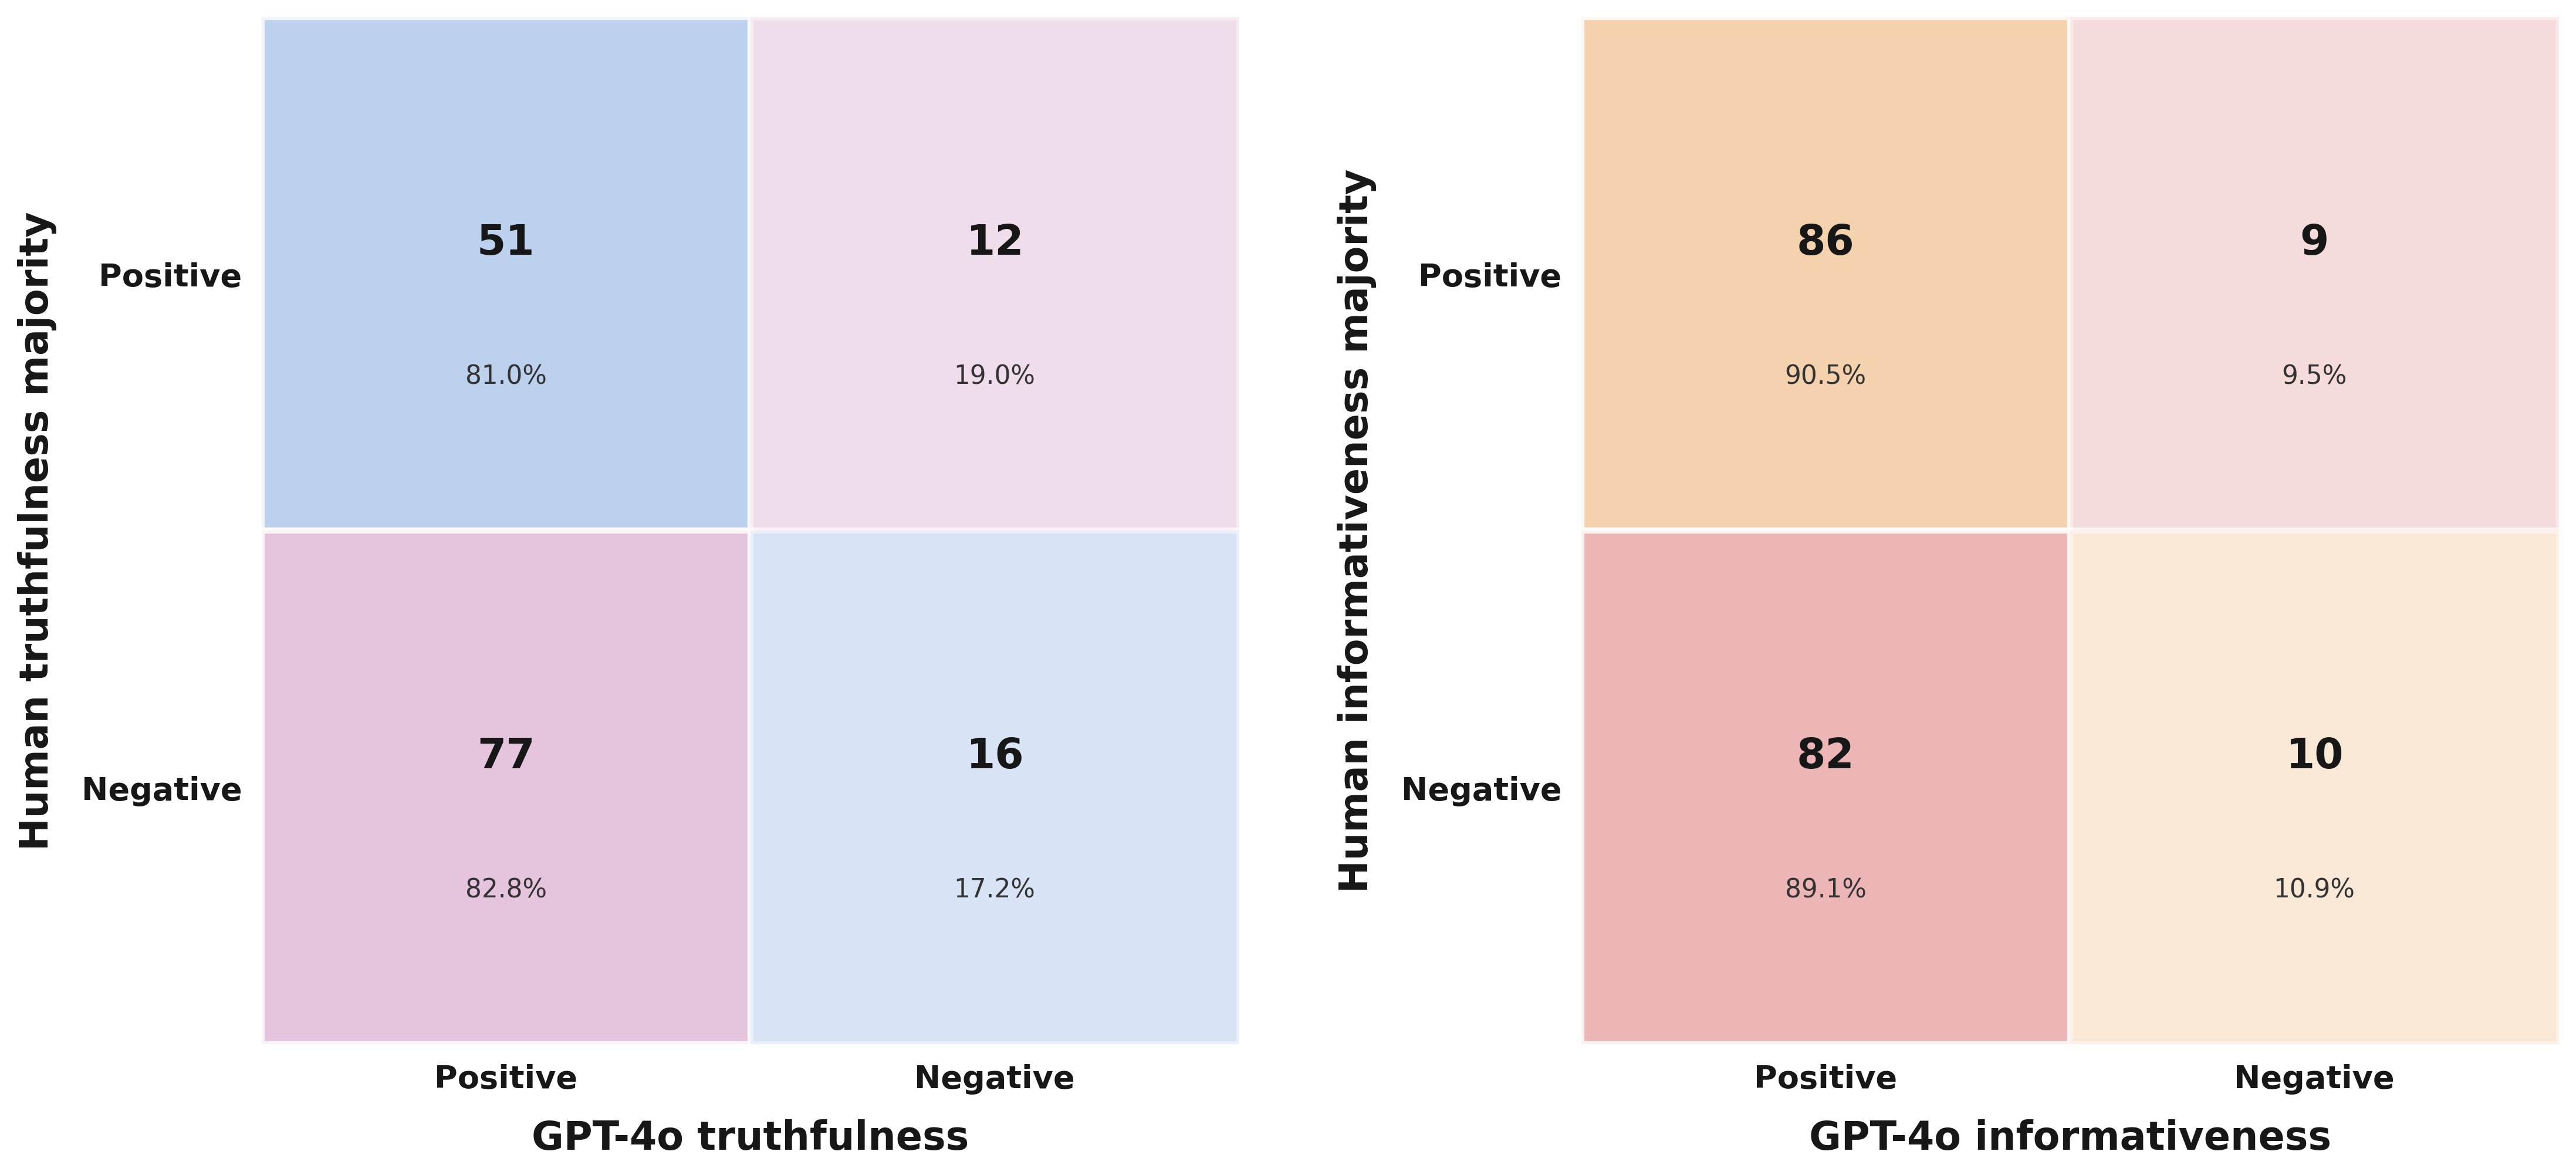 Human truthfulness majority
Positive
51
81.0%
12
19.0%
Negative
77
82.8%
16
17.2%
Positive
Negative
GPT-4o truthfulness
Human informativeness majority
Positive
86
90.5%
9
9.5%
Negative
82
89.1%
10
10.9%
Positive
Negative
GPT-4o informativeness